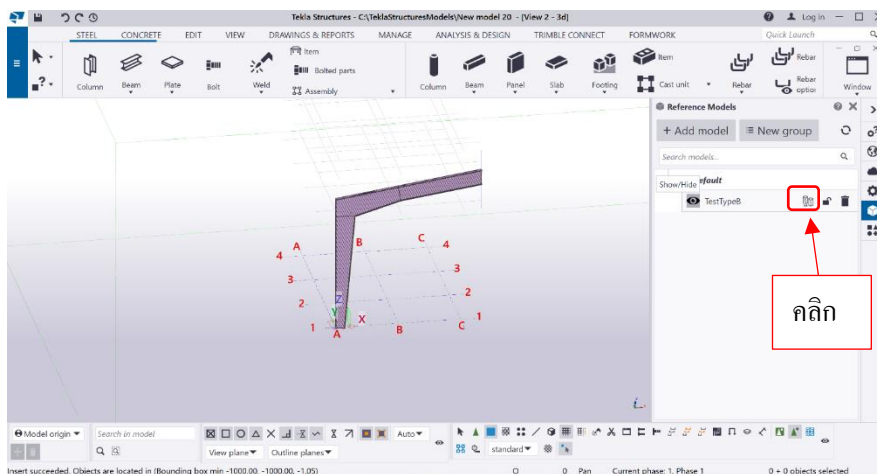 Tekla Structures - C:\TeklaStructuresModels\New model 20 - [View 2 - 3d]
Log in
STEEL CONCRETE EDIT VIEW DRAWINGS & REPORTS MANAGE ANALYSIS & DESIGN TRIMBLE CONNECT FORMWORK Quick Launch
Item
Bolted parts
Assembly
Column Beam Plate Bolt Weld
Column Beam Panel Slab Footing
Item
Cast unit
Rebar
Rebar
Rebar
optior
Window
Reference Models
+ Add model
New group
Search models...
Show/Hide
efault
TestTypeB
คลิก
A B C 4
4
3 3
2 2
Z
Y X
1 A B C 1
Model origin
Search in model
Auto
View plane
Outline planes
standard
Insert succeeded. Objects are located in (Bounding box min -1000.00, -1000.00, -1.05)
O 0 Pan Current phase: 1, Phase 1 0 + 0 objects selected